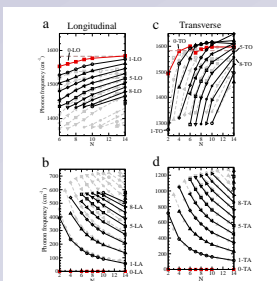 a Longitudinal
c Transverse
0-LO
0-TO
1-LO
5-LO
8-LO
5-TO
8-TO
1-TO
Phonon frequency (cm⁻¹)
1600
1500
1400
1600
1500
1400
1300
6 8 10 12 14
N
2 4 6 8 10 12 14
N
b
d
Phonon frequency (cm⁻¹)
700
600
500
400
300
200
100
0
1200
1000
800
600
400
200
0
8-LA
5-LA
1-LA
0-LA
8-TA
5-TA
1-TA
0-TA
2 4 6 8 10 12 14
N
2 4 6 8 10 12 14
N